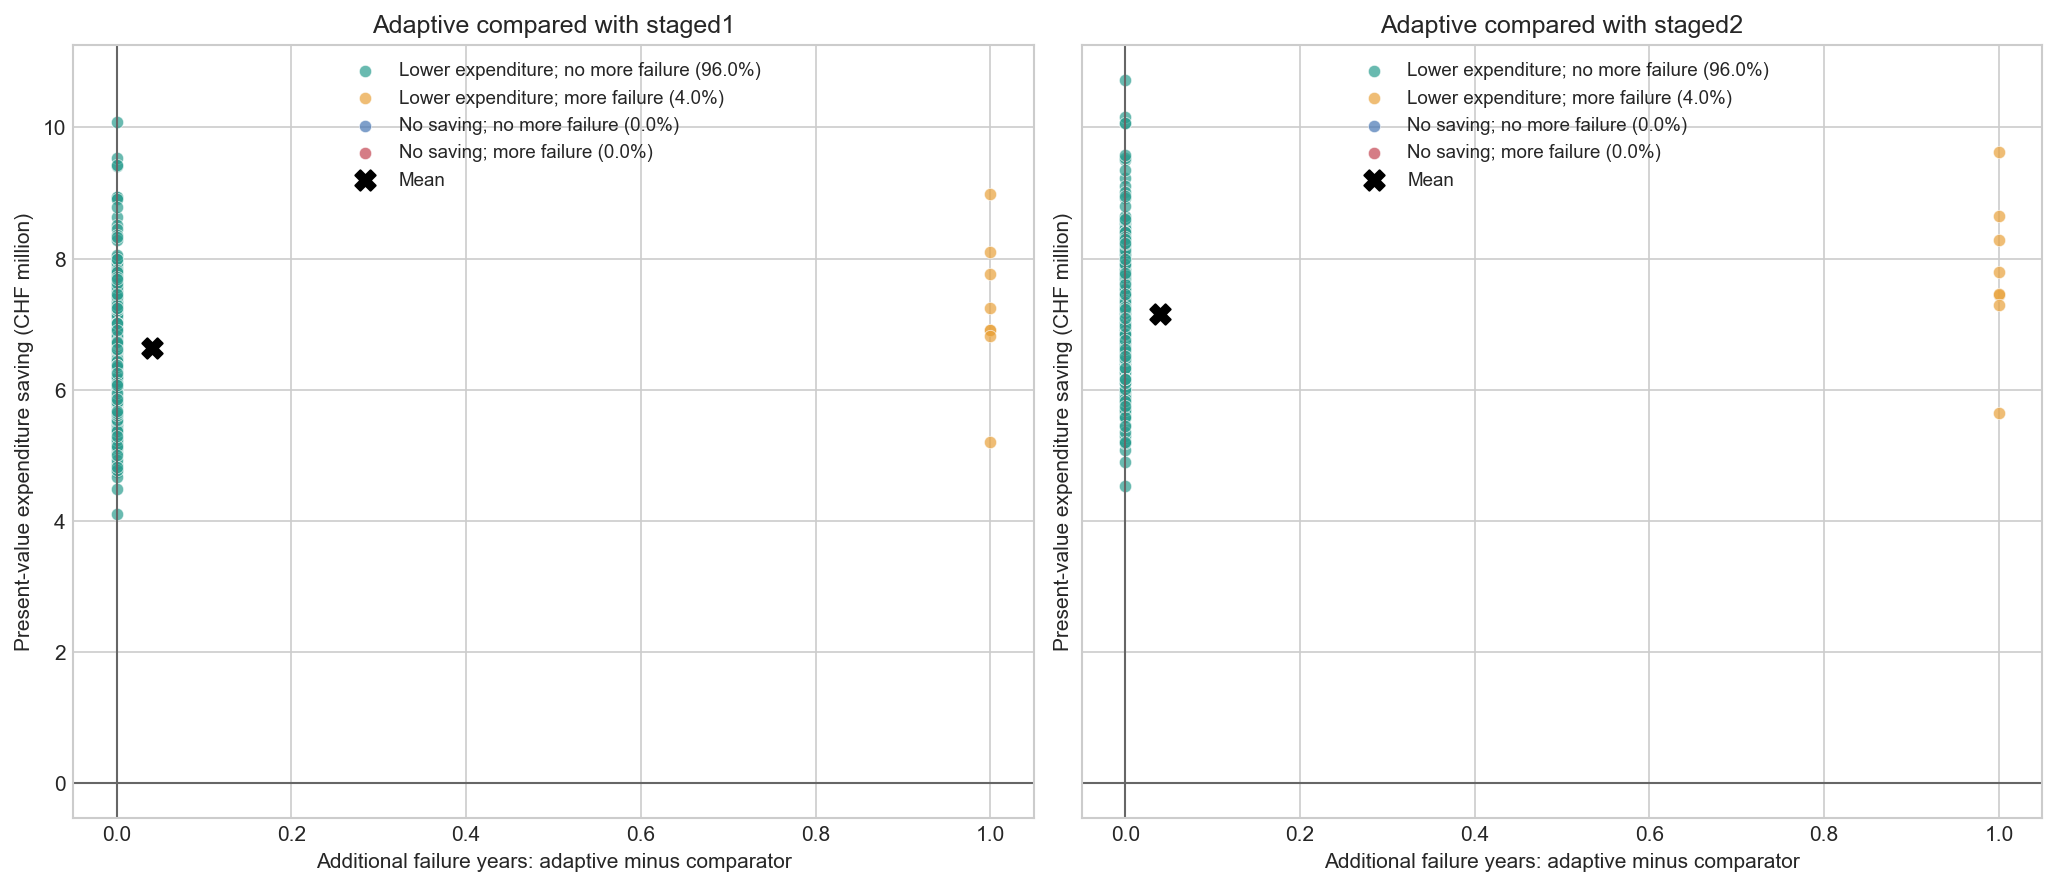 Adaptive compared with staged1
Lower expenditure; no more failure (96.0%)
Lower expenditure; more failure (4.0%)
No saving; no more failure (0.0%)
No saving; more failure (0.0%)
Mean
Present-value expenditure saving (CHF million)
10
8
6
4
2
0
0.0 0.2 0.4 0.6 0.8 1.0
Additional failure years: adaptive minus comparator
Adaptive compared with staged2
Lower expenditure; no more failure (96.0%)
Lower expenditure; more failure (4.0%)
No saving; no more failure (0.0%)
No saving; more failure (0.0%)
Mean
Present-value expenditure saving (CHF million)
0.0 0.2 0.4 0.6 0.8 1.0
Additional failure years: adaptive minus comparator